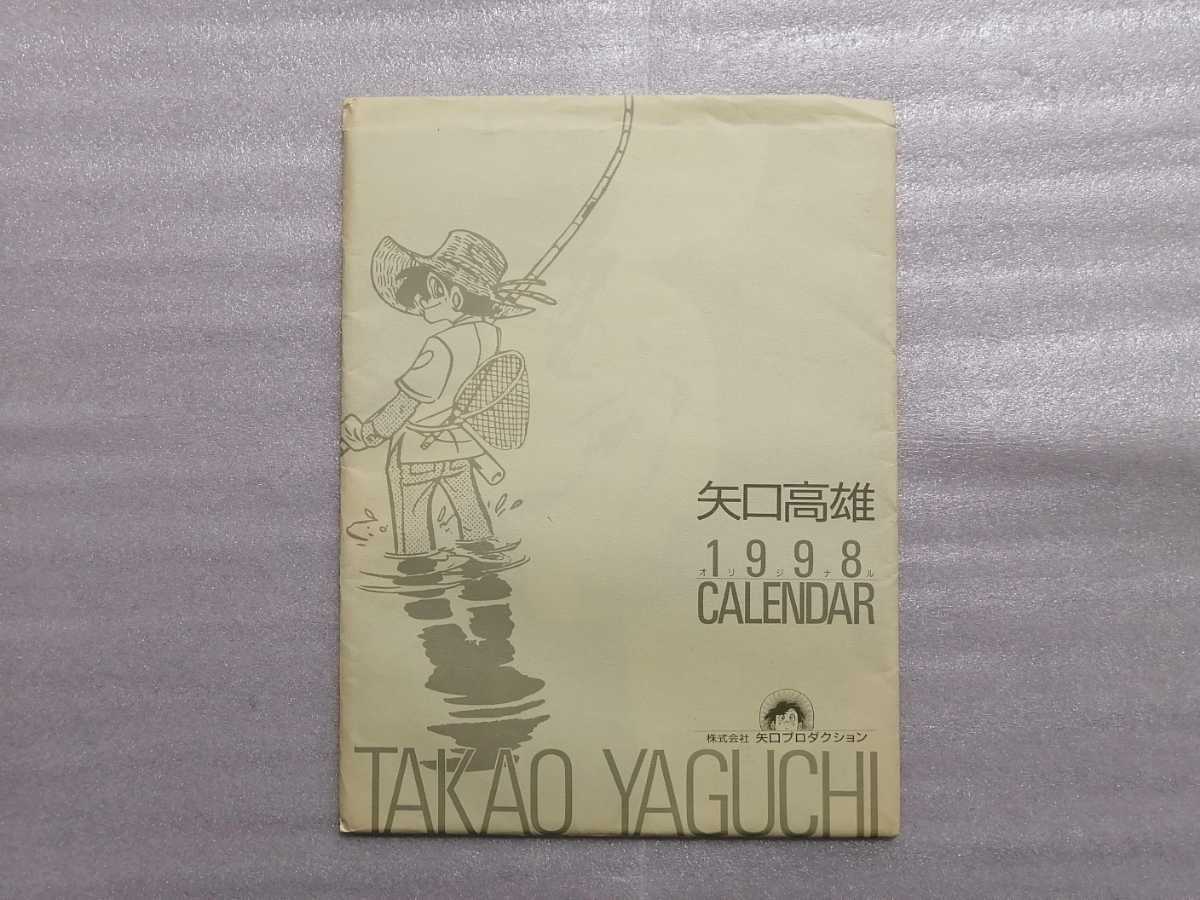 矢口高雄
1998
オリジナル
CALENDAR
株式会社 矢口プロダクション
TAKAO YAGUCHI